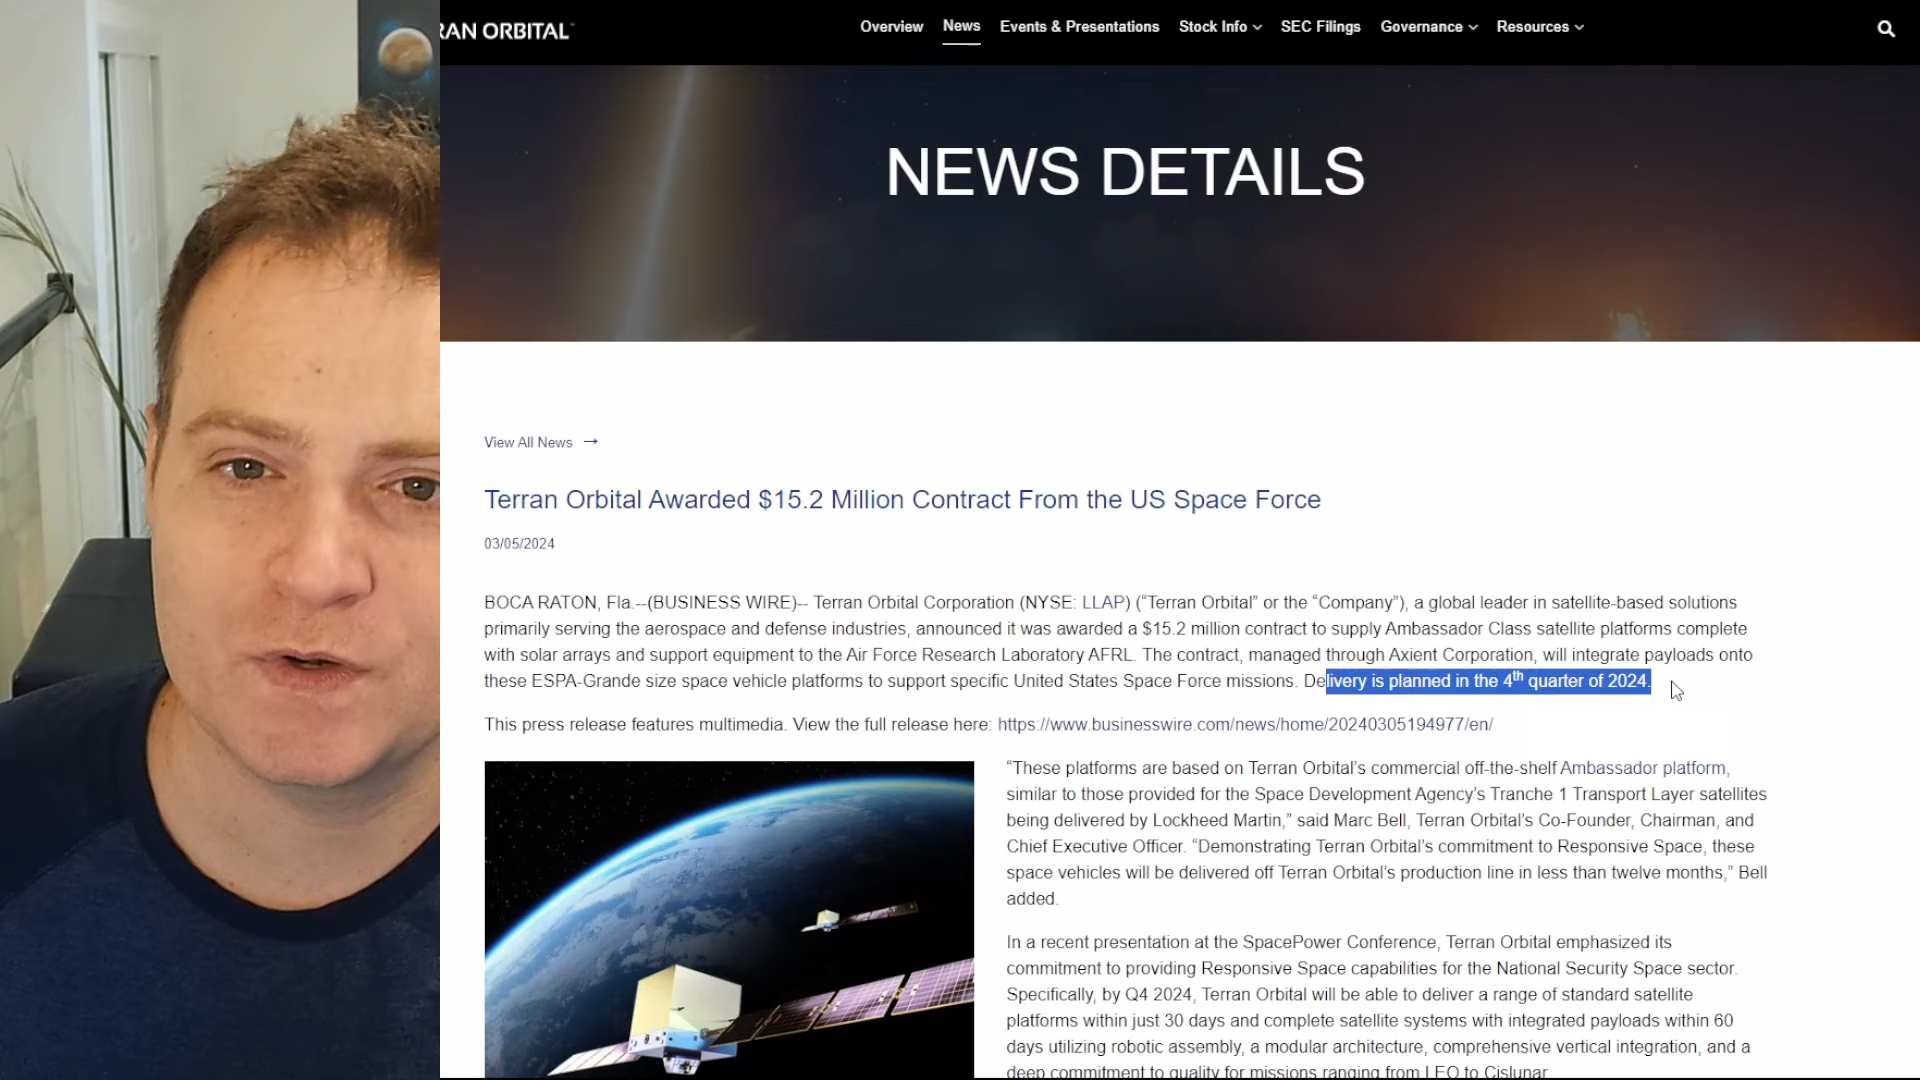 RAN ORBITAL
Overview News Events & Presentations Stock Info SEC Filings Governance Resources
NEWS DETAILS
View All News →
Terran Orbital Awarded $15.2 Million Contract From the US Space Force
03/05/2024
BOCA RATON, Fla.--(BUSINESS WIRE)-- Terran Orbital Corporation (NYSE: LLAP) (“Terran Orbital” or the “Company”), a global leader in satellite-based solutions
primarily serving the aerospace and defense industries, announced it was awarded a $15.2 million contract to supply Ambassador Class satellite platforms complete
with solar arrays and support equipment to the Air Force Research Laboratory AFRL. The contract, managed through Axient Corporation, will integrate payloads onto
these ESPA-Grande size space vehicle platforms to support specific United States Space Force missions. Delivery is planned in the 4th quarter of 2024.
This press release features multimedia. View the full release here: https://www.businesswire.com/news/home/20240305194977/en/
“These platforms are based on Terran Orbital’s commercial off-the-shelf Ambassador platform,
similar to those provided for the Space Development Agency’s Tranche 1 Transport Layer satellites
being delivered by Lockheed Martin,” said Marc Bell, Terran Orbital’s Co-Founder, Chairman, and
Chief Executive Officer. “Demonstrating Terran Orbital’s commitment to Responsive Space, these
space vehicles will be delivered off Terran Orbital’s production line in less than twelve months,” Bell
added.
In a recent presentation at the SpacePower Conference, Terran Orbital emphasized its
commitment to providing Responsive Space capabilities for the National Security Space sector.
Specifically, by Q4 2024, Terran Orbital will be able to deliver a range of standard satellite
platforms within just 30 days and complete satellite systems with integrated payloads within 60
days utilizing robotic assembly, a modular architecture, comprehensive vertical integration, and a
deep commitment to quality for missions ranging from LEO to Cislunar.